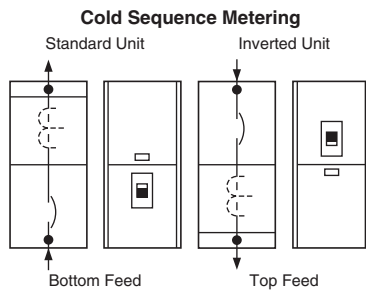 Cold Sequence Metering
Standard Unit Inverted Unit
Bottom Feed Top Feed